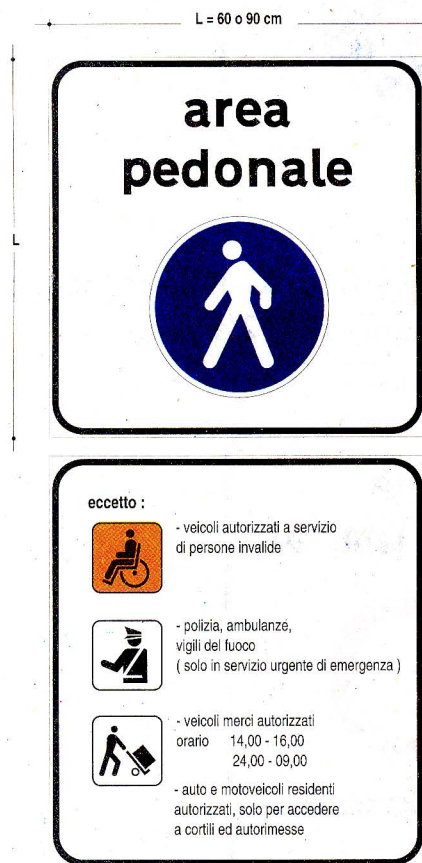 L = 60 o 90 cm
area
pedonale
L
eccetto :
- veicoli autorizzati a servizio
di persone invalide
- polizia, ambulanze,
vigili del fuoco
( solo in servizio urgente di emergenza )
- veicoli merci autorizzati
orario 14,00 - 16,00
24,00 - 09,00
- auto e motoveicoli residenti
autorizzati, solo per accedere
a cortili ed autorimesse